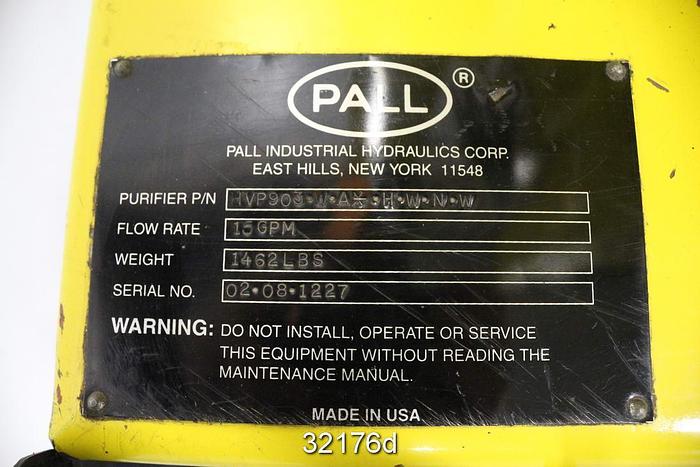 PALL ®
PALL INDUSTRIAL HYDRAULICS CORP.
EAST HILLS, NEW YORK 11548
PURIFIER P/N HVP903·W·A*·H·W·N·W
FLOW RATE 15GPM
WEIGHT 1462LBS
SERIAL NO. 02·08·1227
WARNING: DO NOT INSTALL, OPERATE OR SERVICE
THIS EQUIPMENT WITHOUT READING THE
MAINTENANCE MANUAL.
MADE IN USA
32176d